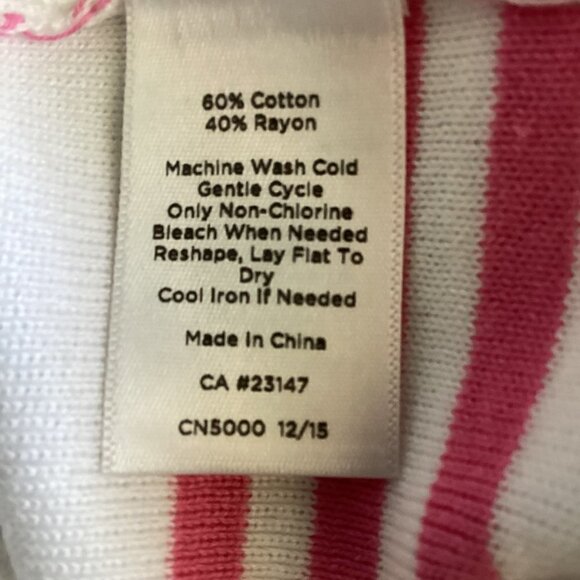 60% Cotton
40% Rayon
Machine Wash Cold
Gentle Cycle
Only Non-Chlorine
Bleach When Needed
Reshape, Lay Flat To
Dry
Cool Iron If Needed
Made In China
CA #23147
CN5000 12/15